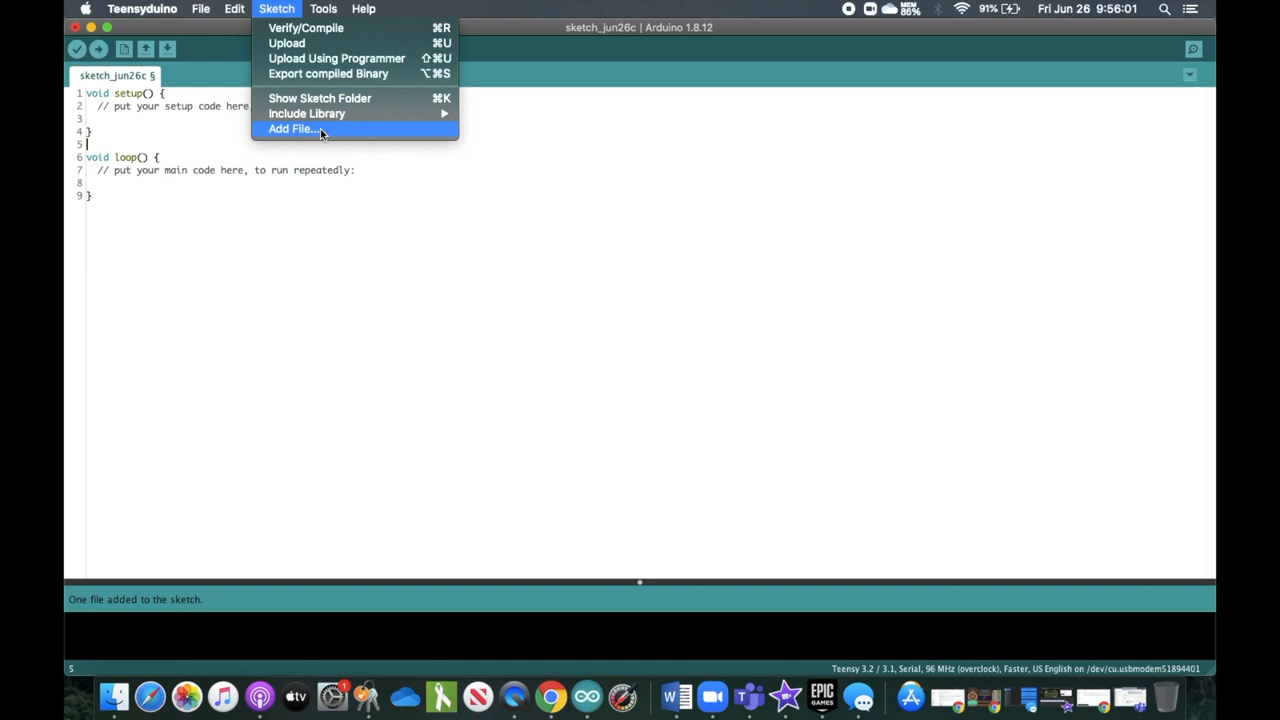 Teensyduino File Edit Sketch Tools Help MEM 86% 91% Fri Jun 26 9:56:01
sketch_jun26c | Arduino 1.8.12
Verify/Compile ⌘R
Upload ⌘U
Upload Using Programmer ⇧⌘U
Export compiled Binary ⌥⌘S
Show Sketch Folder ⌘K
Include Library ▶
Add File...
sketch_jun26c §
1 void setup() {
2 // put your setup code here
3
4 }
5
6 void loop() {
7 // put your main code here, to run repeatedly:
8
9 }
One file added to the sketch.
5 Teensy 3.2 / 3.1, Serial, 96 MHz (overclock), Faster, US English on /dev/cu.usbmodem51894401
tv 1 EPIC GAMES